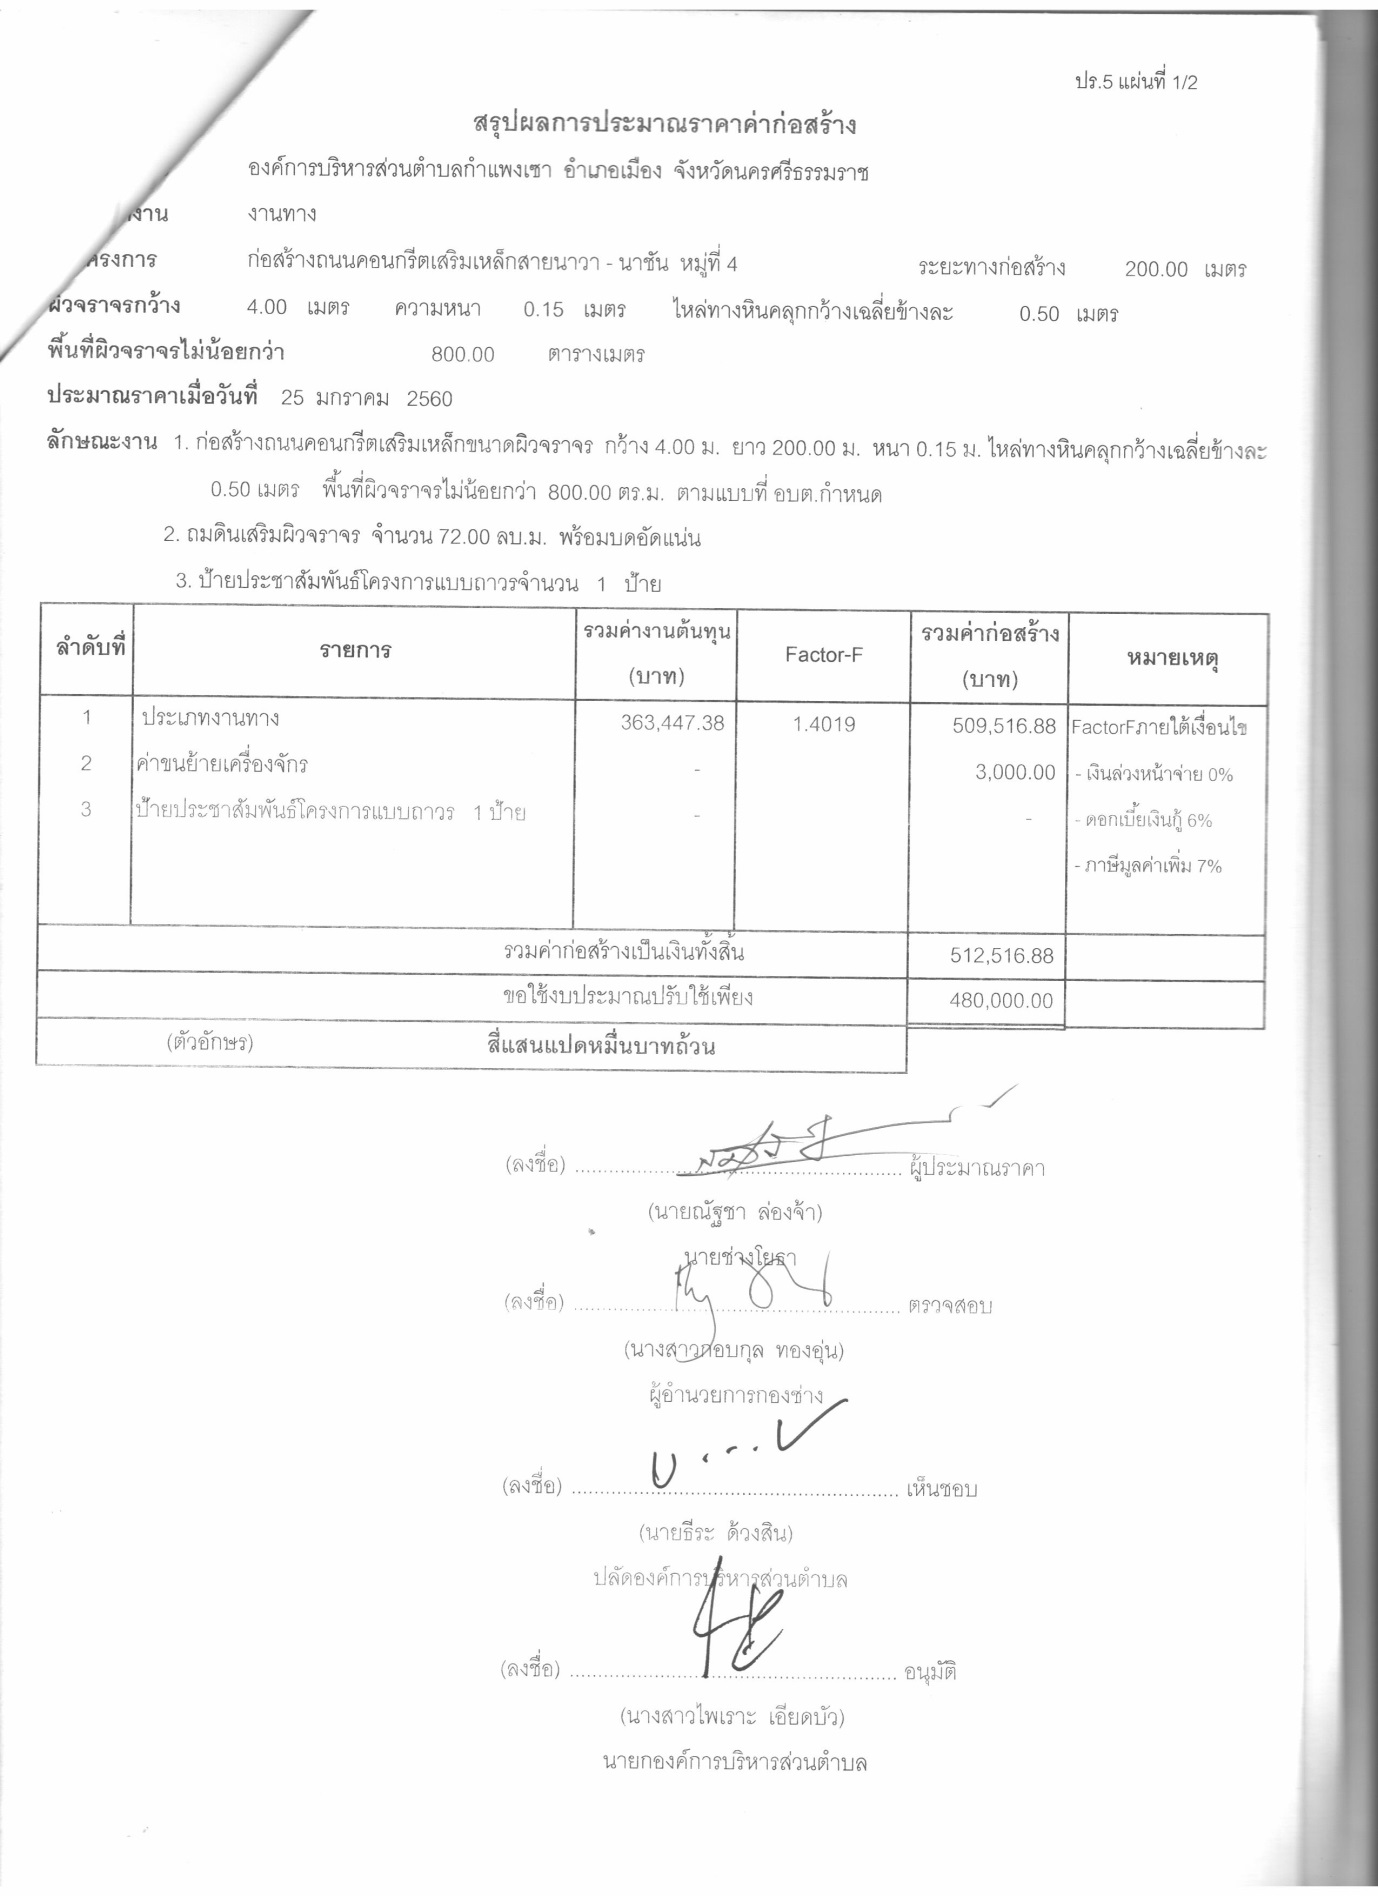 ปร.5 แผ่นที่ 1/2
สรุปผลการประมาณราคาค่าก่อสร้าง
องค์การบริหารส่วนตำบลกำแพงเซา อำเภอเมือง จังหวัดนครศรีธรรมราช
งาน งานทาง
ครงการ ก่อสร้างถนนคอนกรีตเสริมเหล็กสายนาวา - นาชัน หมู่ที่ 4 ระยะทางก่อสร้าง 200.00 เมตร
ผิวจราจรกว้าง 4.00 เมตร ความหนา 0.15 เมตร ไหล่ทางหินคลุกกว้างเฉลี่ยข้างละ 0.50 เมตร
พื้นที่ผิวจราจรไม่น้อยกว่า 800.00 ตารางเมตร
ประมาณราคาเมื่อวันที่ 25 มกราคม 2560
ลักษณะงาน 1. ก่อสร้างถนนคอนกรีตเสริมเหล็กขนาดผิวจราจร กว้าง 4.00 ม. ยาว 200.00 ม. หนา 0.15 ม. ไหล่ทางหินคลุกกว้างเฉลี่ยข้างละ
0.50 เมตร พื้นที่ผิวจราจรไม่น้อยกว่า 800.00 ตร.ม. ตามแบบที่ อบต.กำหนด
2. ถมดินเสริมผิวจราจร จำนวน 72.00 ลบ.ม. พร้อมบดอัดแน่น
3. ป้ายประชาสัมพันธ์โครงการแบบถาวรจำนวน 1 ป้าย
ลำดับที่ รายการ รวมค่างานต้นทุน (บาท) Factor-F รวมค่าก่อสร้าง (บาท) หมายเหตุ
1 ประเภทงานทาง 363,447.38 1.4019 509,516.88 FactorFภายใต้เงื่อนไข
2 ค่าขนย้ายเครื่องจักร - 3,000.00 - เงินล่วงหน้าจ่าย 0%
3 ป้ายประชาสัมพันธ์โครงการแบบถาวร 1 ป้าย - - - ดอกเบี้ยเงินกู้ 6%
- ภาษีมูลค่าเพิ่ม 7%
รวมค่าก่อสร้างเป็นเงินทั้งสิ้น 512,516.88
ขอใช้งบประมาณปรับใช้เพียง 480,000.00
(ตัวอักษร) สี่แสนแปดหมื่นบาทถ้วน
(ลงชื่อ) ........................ ผู้ประมาณราคา
(นายณัฐชา ล่องจ้า)
นายช่างโยธา
(ลงชื่อ) ........................ ตรวจสอบ
(นางสาวกอบกุล ทองอุ่น)
ผู้อำนวยการกองช่าง
(ลงชื่อ) ........................ เห็นชอบ
(นายธีระ ด้วงสิน)
ปลัดองค์การบริหารส่วนตำบล
(ลงชื่อ) ........................ อนุมัติ
(นางสาวไพเราะ เอียดบัว)
นายกองค์การบริหารส่วนตำบล